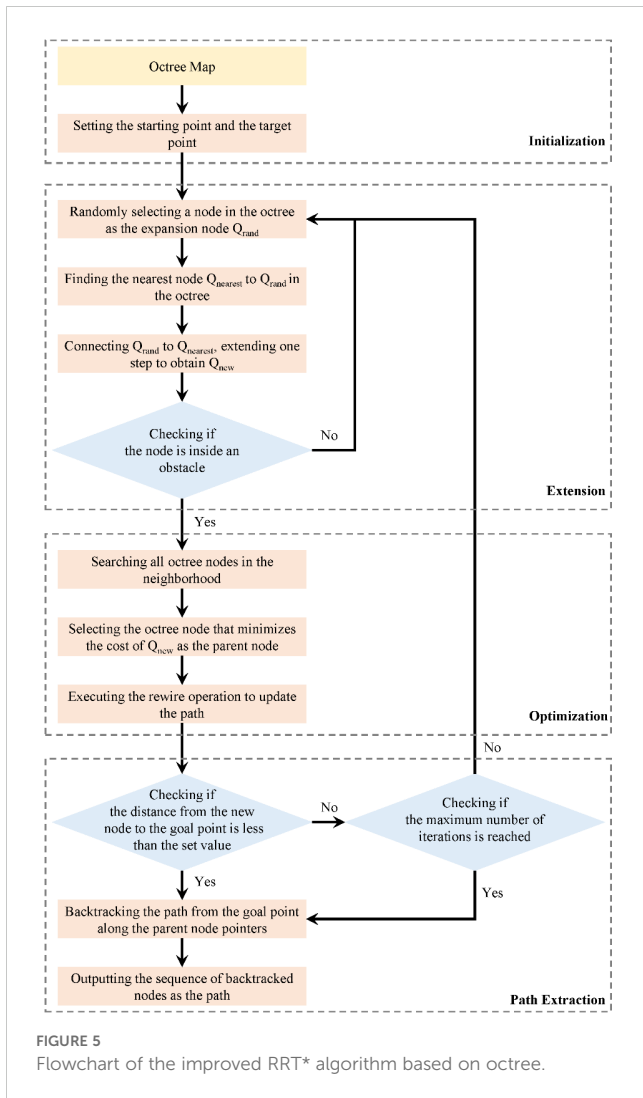 Octree Map
Setting the starting point and the target
point
Initialization
Randomly selecting a node in the octree
as the expansion node Qrand
Finding the nearest node Qnearest to Qrand in
the octree
Connecting Qrand to Qnearest, extending one
step to obtain Qnew
Checking if
the node is inside an
obstacle
No
Extension
Yes
Searching all octree nodes in the
neighborhood
Selecting the octree node that minimizes
the cost of Qnew as the parent node
Executing the rewire operation to update
the path
Optimization
No
Checking if
the distance from the new
node to the goal point is less
than the set value
No
Checking if
the maximum number of
iterations is reached
Yes
Yes
Backtracking the path from the goal point
along the parent node pointers
Outputting the sequence of backtracked
nodes as the path
Path Extraction
FIGURE 5
Flowchart of the improved RRT* algorithm based on octree.